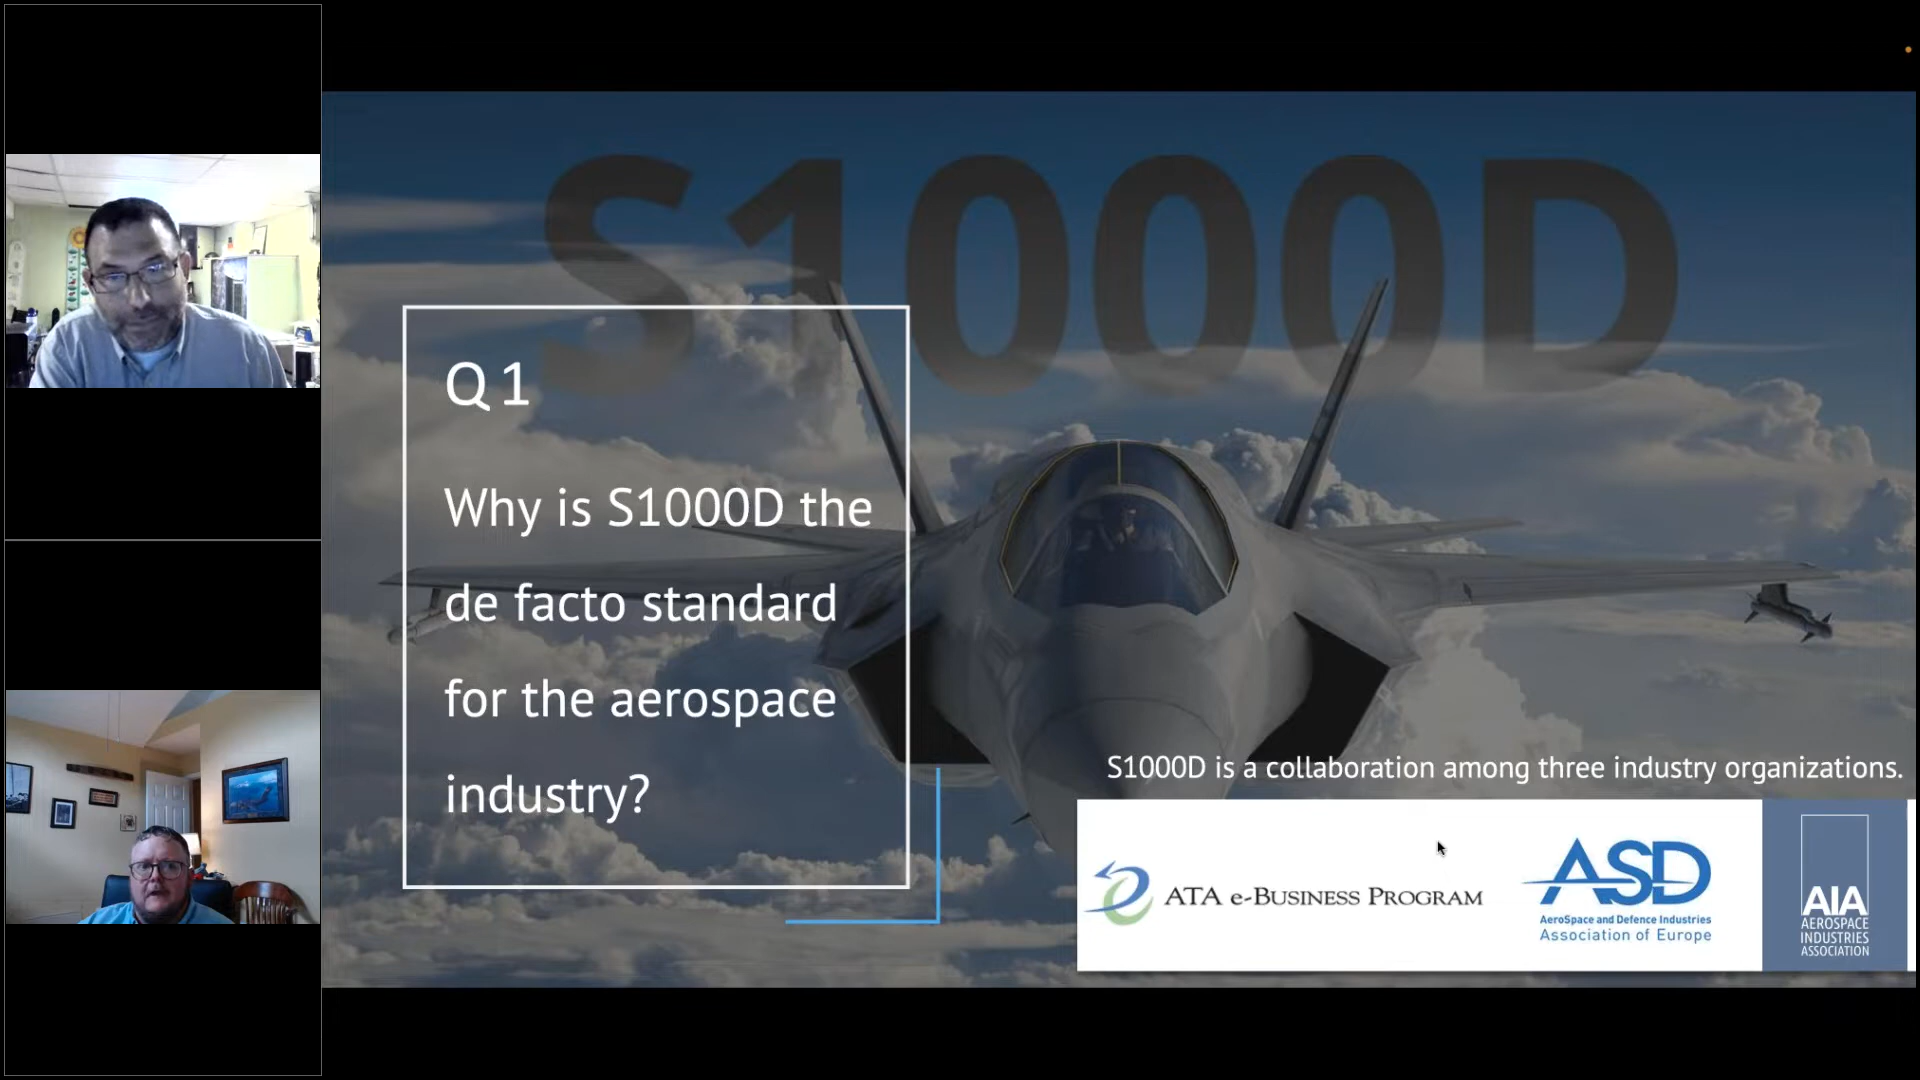 S1000D
Q1
Why is S1000D the
de facto standard
for the aerospace
industry?
S1000D is a collaboration among three industry organizations.
ATA e-BUSINESS PROGRAM
ASD
AeroSpace and Defence Industries
Association of Europe
AIA
AEROSPACE
INDUSTRIES
ASSOCIATION